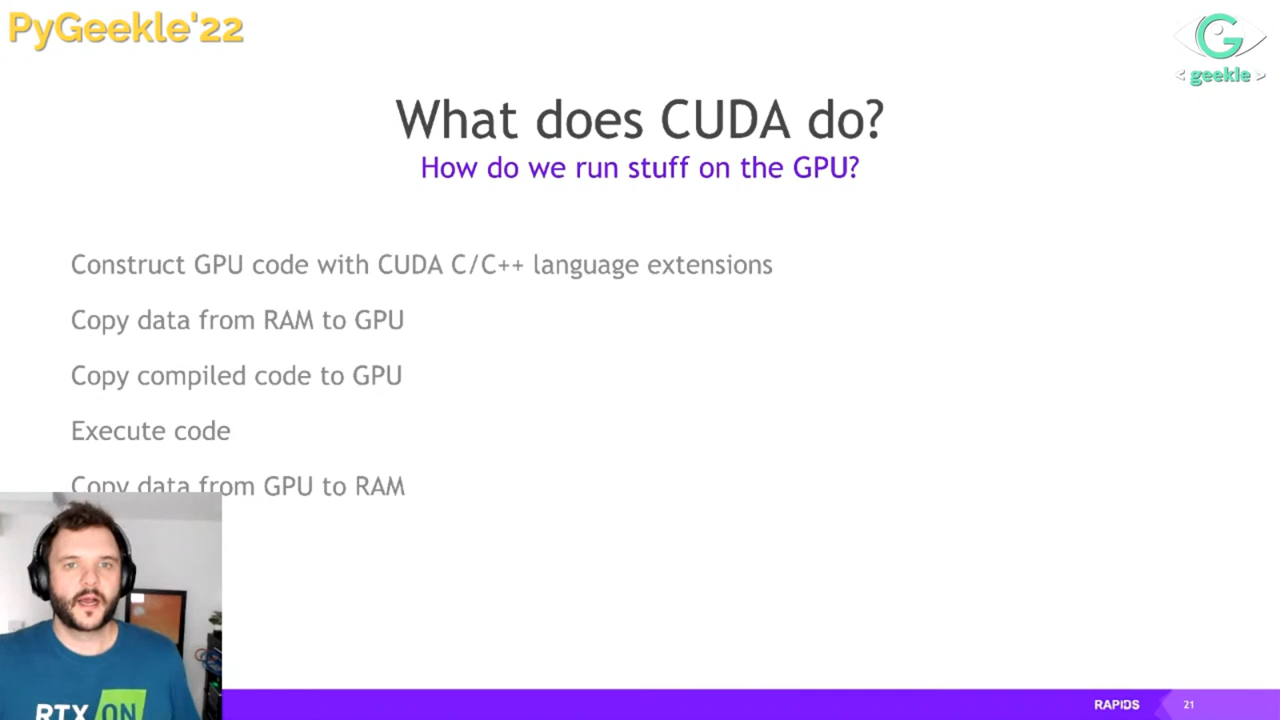 PyGeekle'22
G
< geekle >
What does CUDA do?
How do we run stuff on the GPU?
Construct GPU code with CUDA C/C++ language extensions
Copy data from RAM to GPU
Copy compiled code to GPU
Execute code
Copy data from GPU to RAM
RTX ON
RAPIDS
21